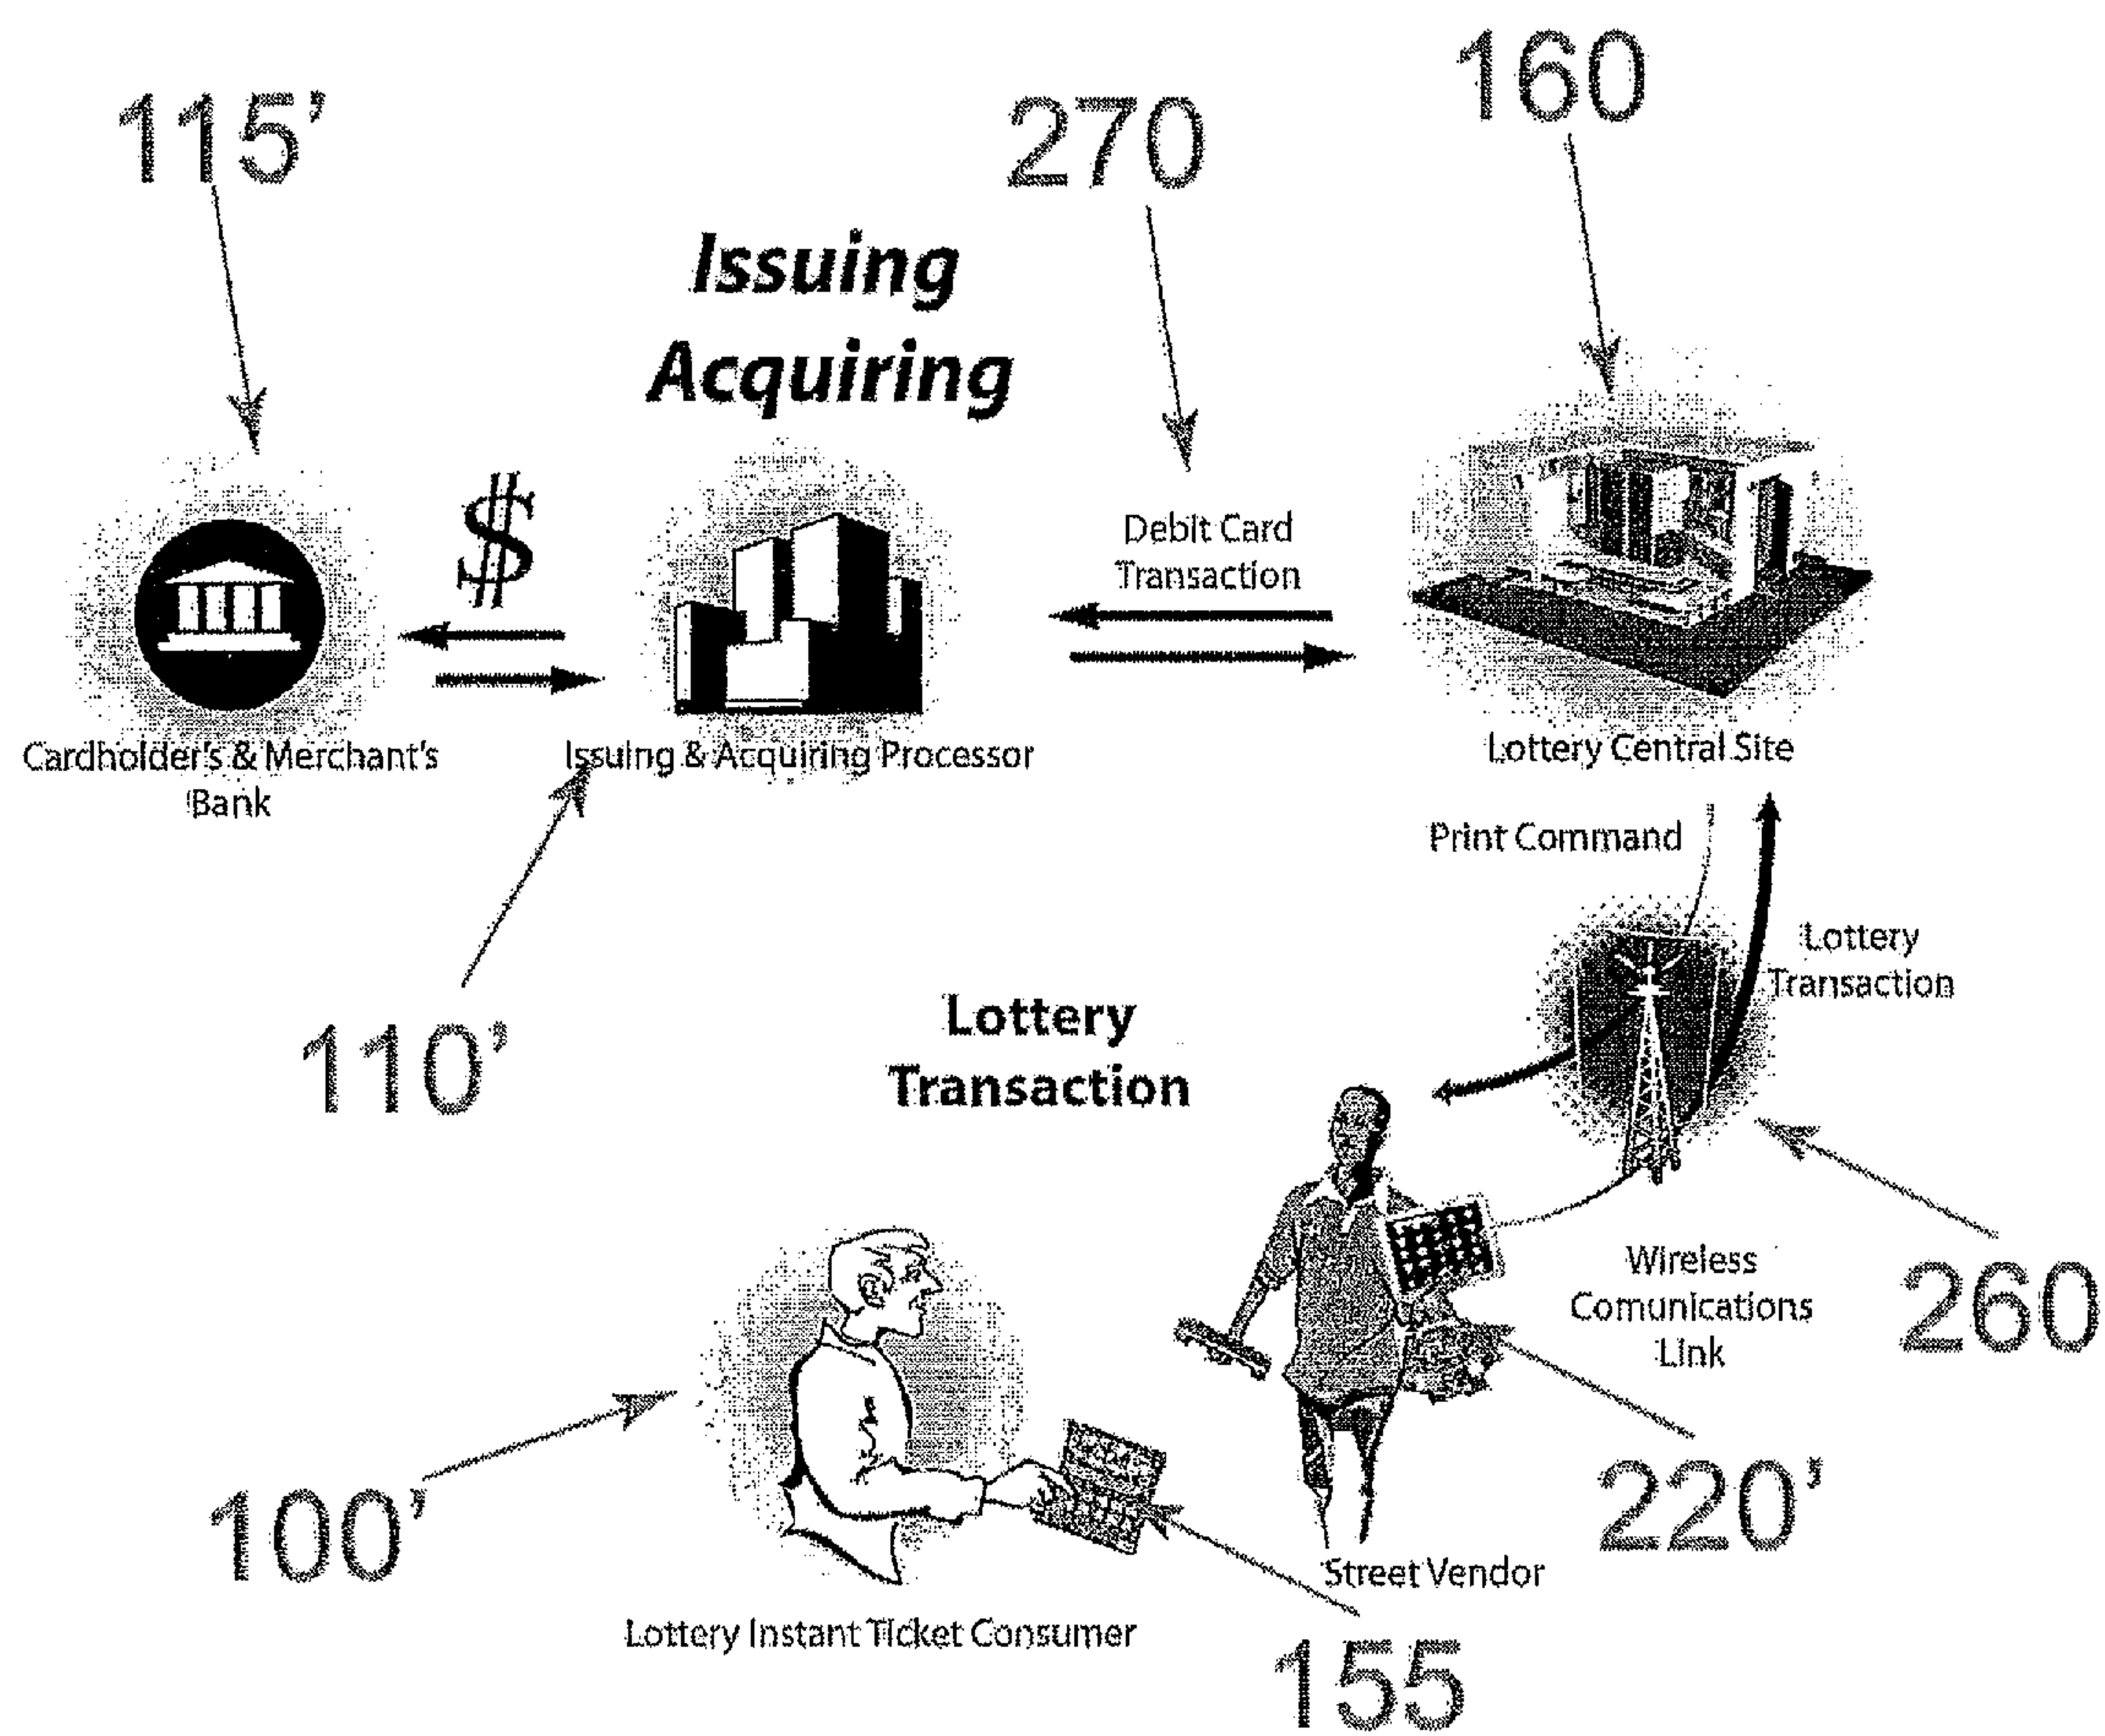 115'
270
160
Issuing
Acquiring
$
Debit Card
Transaction
Cardholder's & Merchant's
Bank
Issuing & Acquiring Processor
Lottery Central Site
Print Command
Lottery
Transaction
110'
Lottery
Transaction
Wireless
Comunications
Link
260
220'
100'
Street Vendor
Lottery Instant Ticket Consumer
155